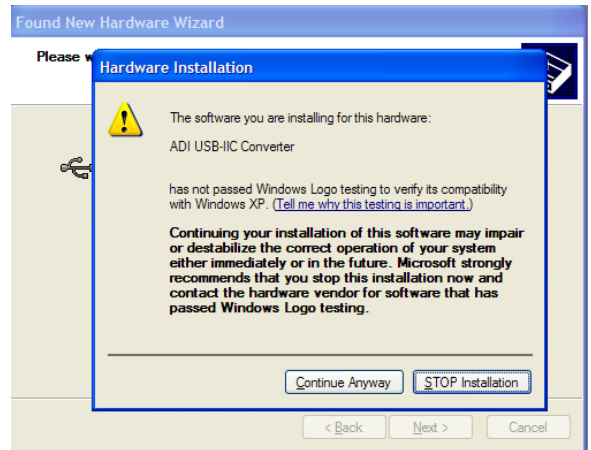 Found New Hardware Wizard
Please w
Hardware Installation
The software you are installing for this hardware:
ADI USB-IIC Converter
has not passed Windows Logo testing to verify its compatibility
with Windows XP. (Tell me why this testing is important.)
Continuing your installation of this software may impair
or destabilize the correct operation of your system
either immediately or in the future. Microsoft strongly
recommends that you stop this installation now and
contact the hardware vendor for software that has
passed Windows Logo testing.
Continue Anyway
STOP Installation
< Back
Next >
Cancel